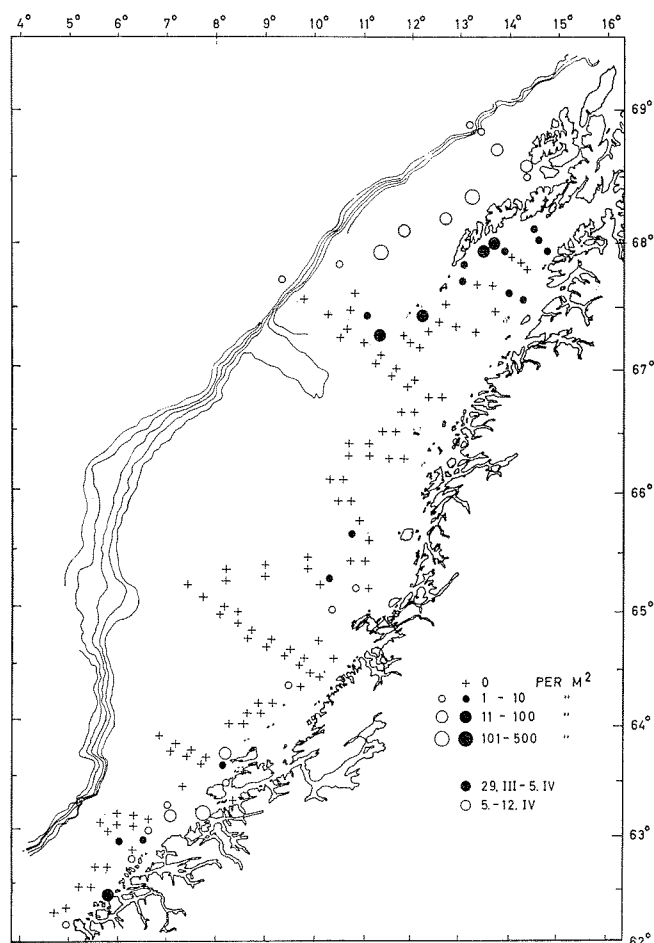 4° 5° 6° 7° 8° 9° 10° 11° 12° 13° 14° 15° 16°
69°
68°
67°
66°
65°
+ 0 PER M²
1 - 10 "
11 - 100 "
64°
101 - 500 "
29. III - 5. IV
5. - 12. IV
63°
62°